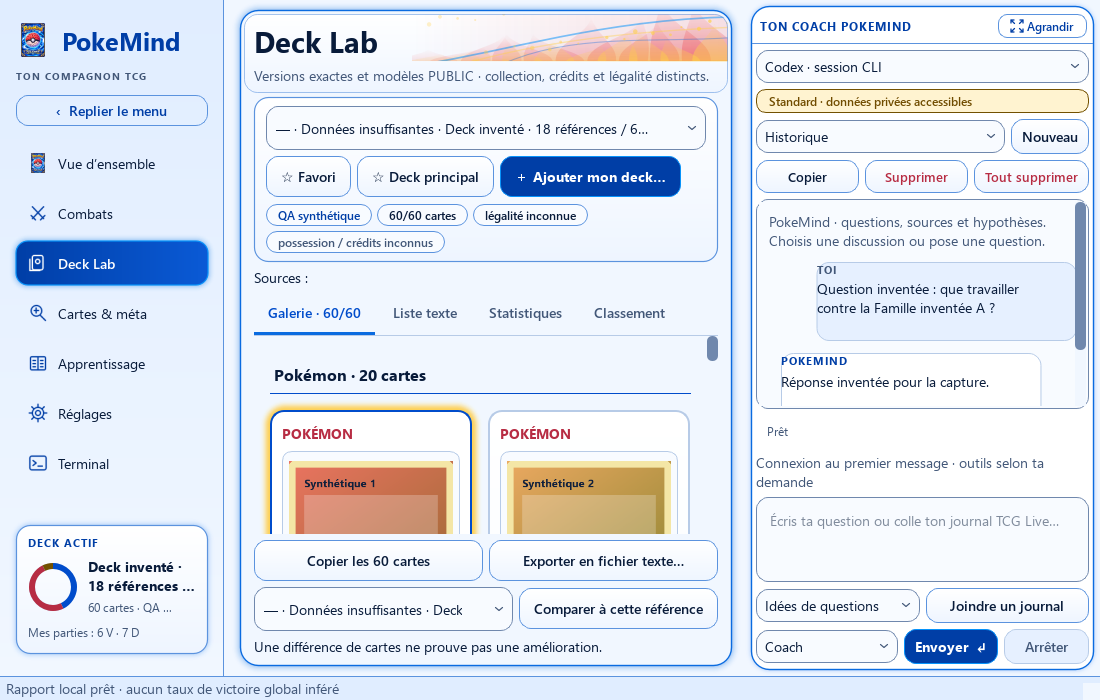 PokeMind
TON COMPAGNON TCG
‹ Replier le menu
Vue d’ensemble
Combats
Deck Lab
Cartes & méta
Apprentissage
Réglages
Terminal
DECK ACTIF
Deck inventé ·
18 références ...
60 cartes · QA ...
Mes parties : 6 V · 7 D
Deck Lab
Versions exactes et modèles PUBLIC · collection, crédits et légalité distincts.
— · Données insuffisantes · Deck inventé · 18 références / 6...
☆ Favori
☆ Deck principal
+ Ajouter mon deck...
QA synthétique
60/60 cartes
légalité inconnue
possession / crédits inconnus
Sources :
Galerie · 60/60
Liste texte
Statistiques
Classement
Pokémon · 20 cartes
POKÉMON
Synthétique 1
POKÉMON
Synthétique 2
Copier les 60 cartes
Exporter en fichier texte...
— · Données insuffisantes · Deck
Comparer à cette référence
Une différence de cartes ne prouve pas une amélioration.
TON COACH POKEMIND
Agrandir
Codex · session CLI
Standard · données privées accessibles
Historique
Nouveau
Copier
Supprimer
Tout supprimer
PokeMind · questions, sources et hypothèses.
Choisis une discussion ou pose une question.
TOI
Question inventée : que travailler
contre la Famille inventée A ?
POKEMIND
Réponse inventée pour la capture.
Prêt
Connexion au premier message · outils selon ta
demande
Écris ta question ou colle ton journal TCG Live...
Idées de questions
Joindre un journal
Coach
Envoyer ↲
Arrêter
Rapport local prêt · aucun taux de victoire global inféré